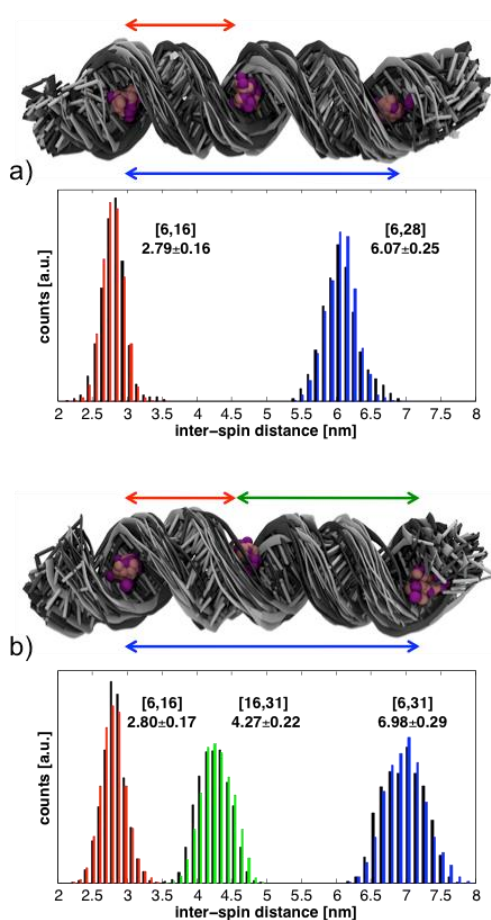 a)
[6,16]
2.79±0.16
[6,28]
6.07±0.25
counts [a.u.]
2 2.5 3 3.5 4 4.5 5 5.5 6 6.5 7 7.5 8
inter-spin distance [nm]
b)
[6,16]
2.80±0.17
[16,31]
4.27±0.22
[6,31]
6.98±0.29
counts [a.u.]
2 2.5 3 3.5 4 4.5 5 5.5 6 6.5 7 7.5 8
inter-spin distance [nm]